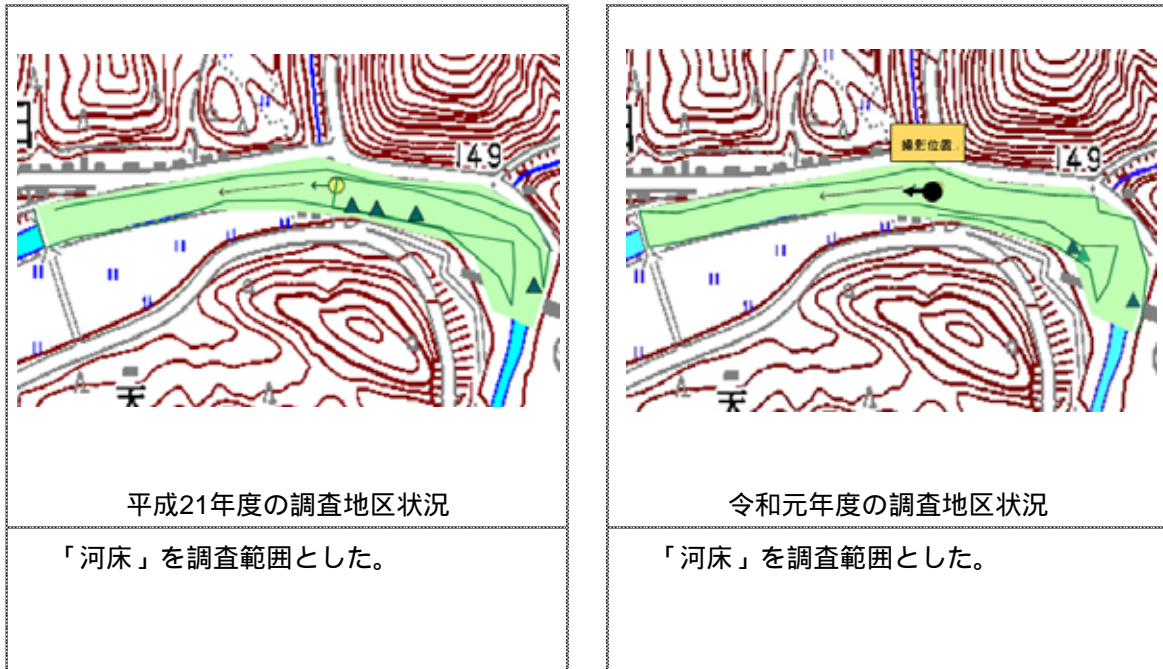 149
天
平成21年度の調査地区状況
「河床」を調査範囲とした。
撮影位置
149
天
令和元年度の調査地区状況
「河床」を調査範囲とした。